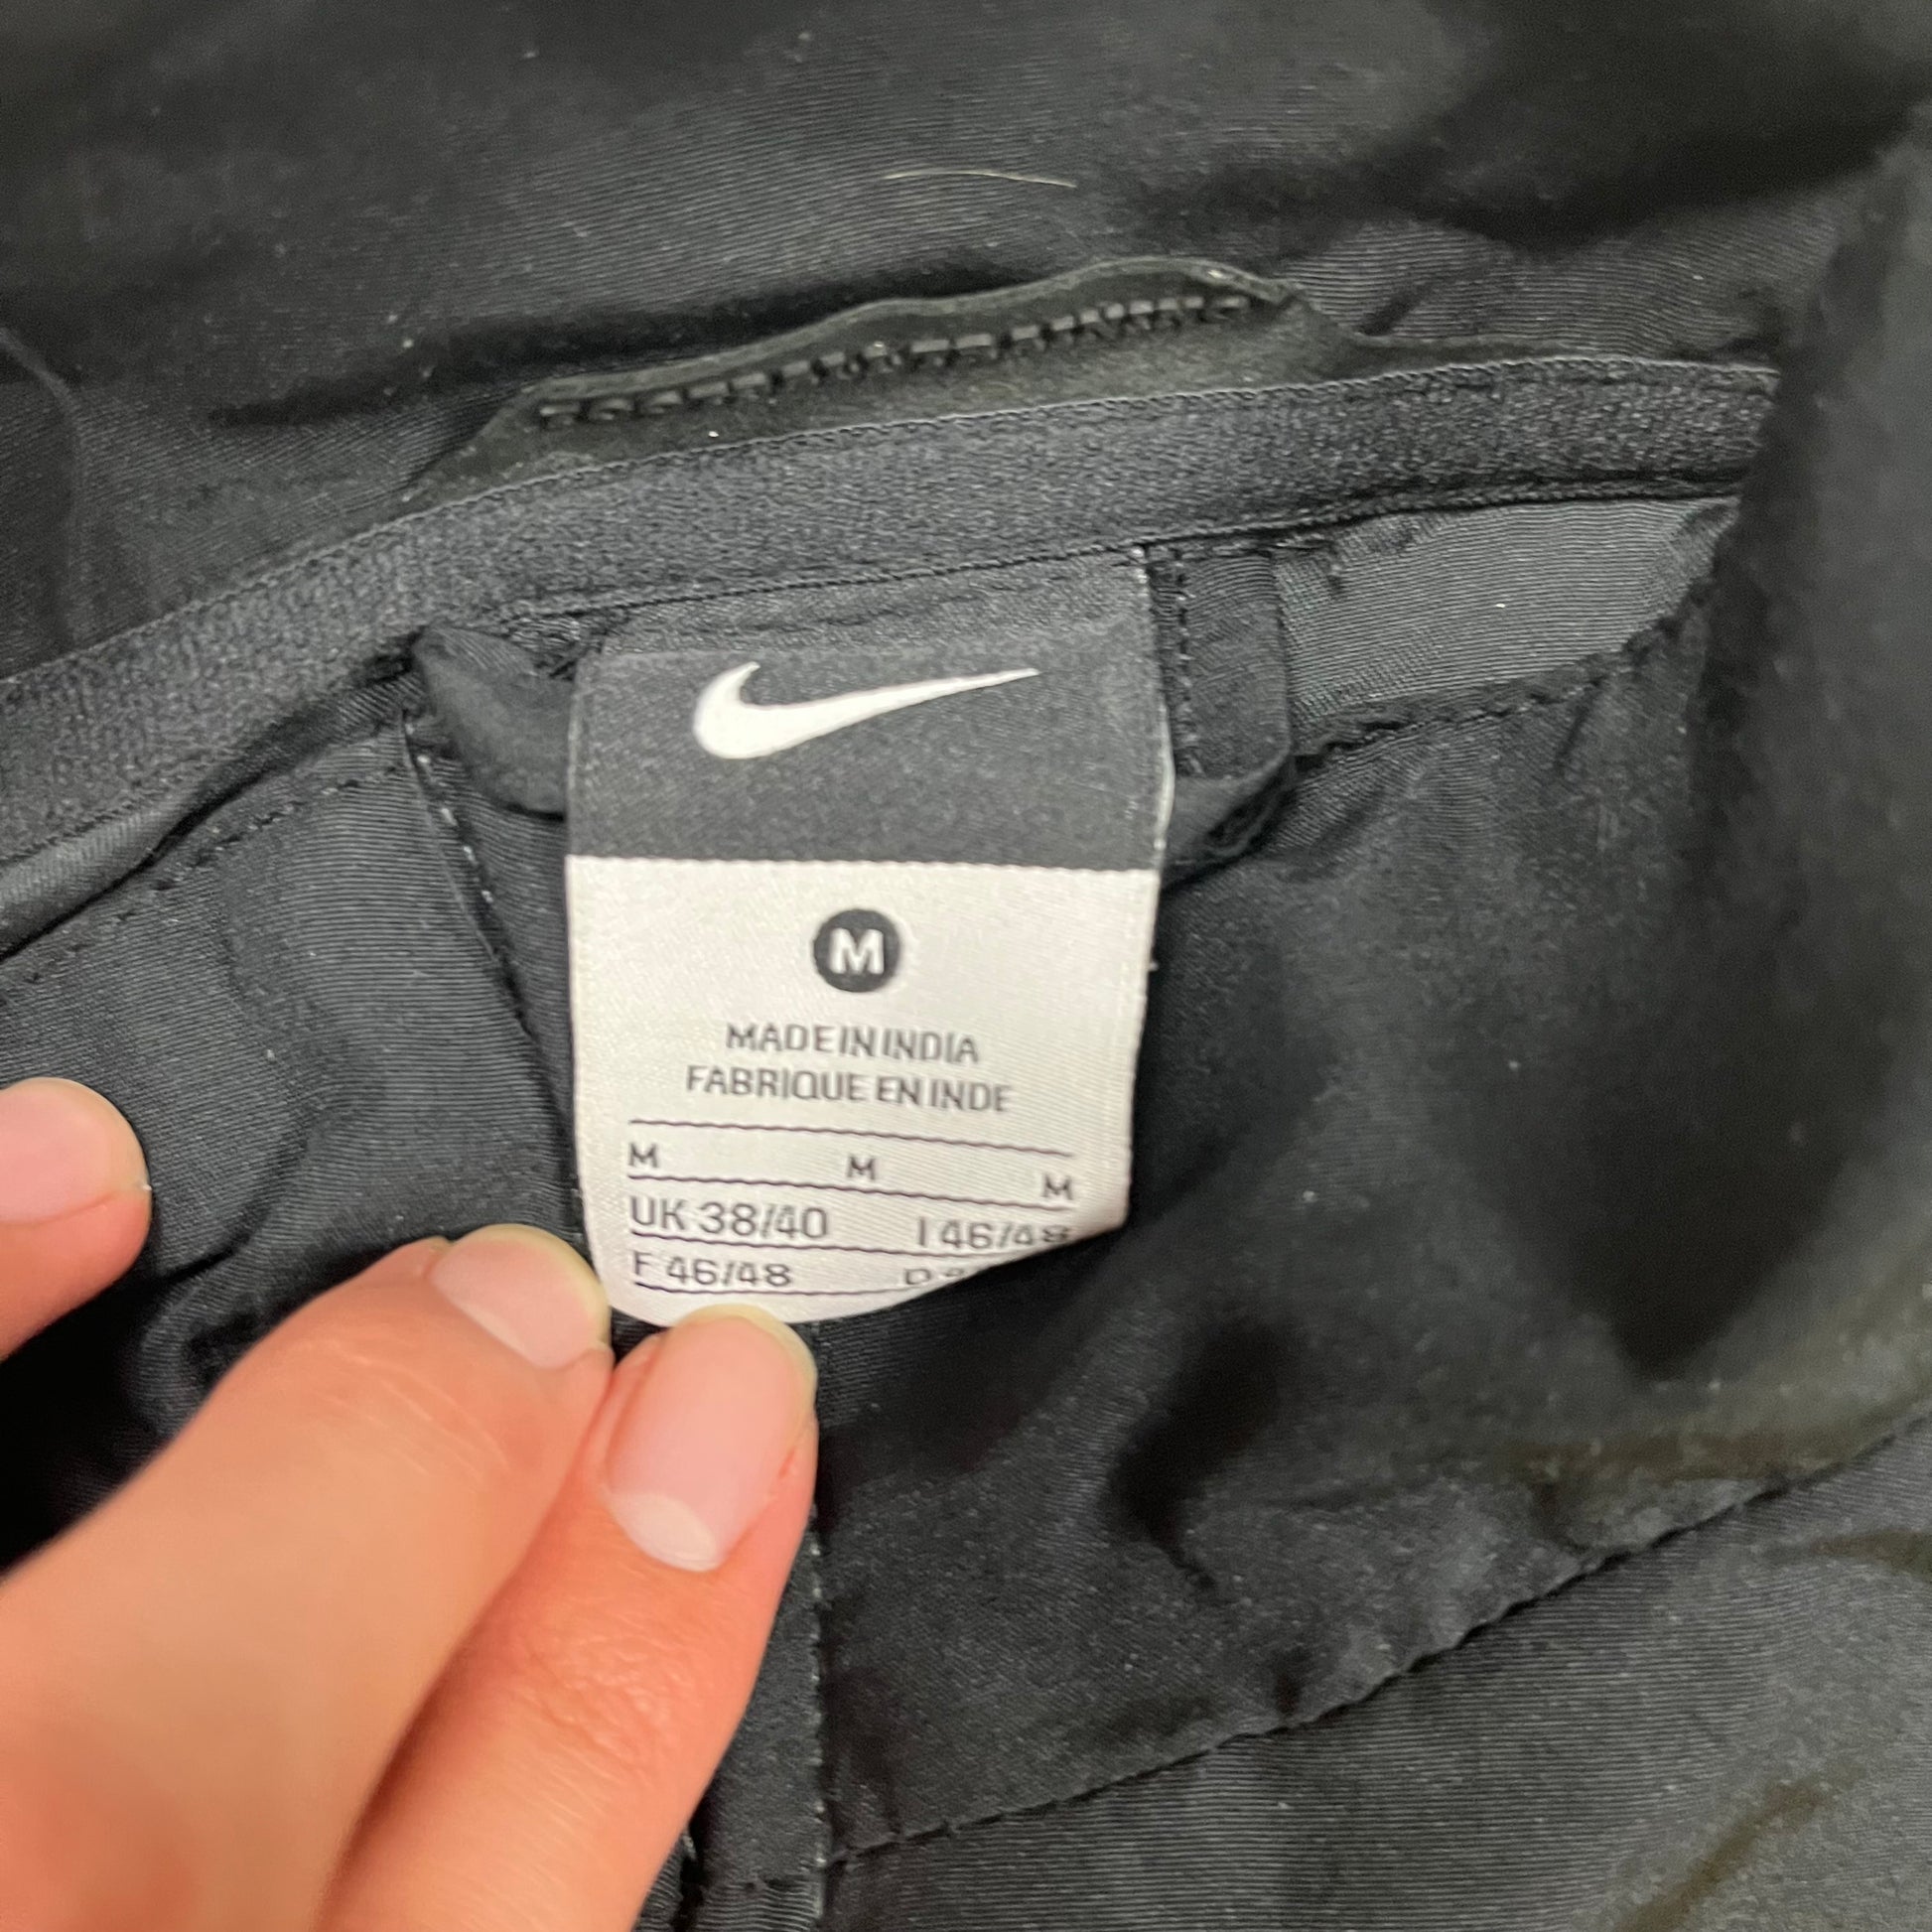 M
MADE IN INDIA
FABRIQUE EN INDE
M M M
UK 38/40 I 46/48
F 46/48 D